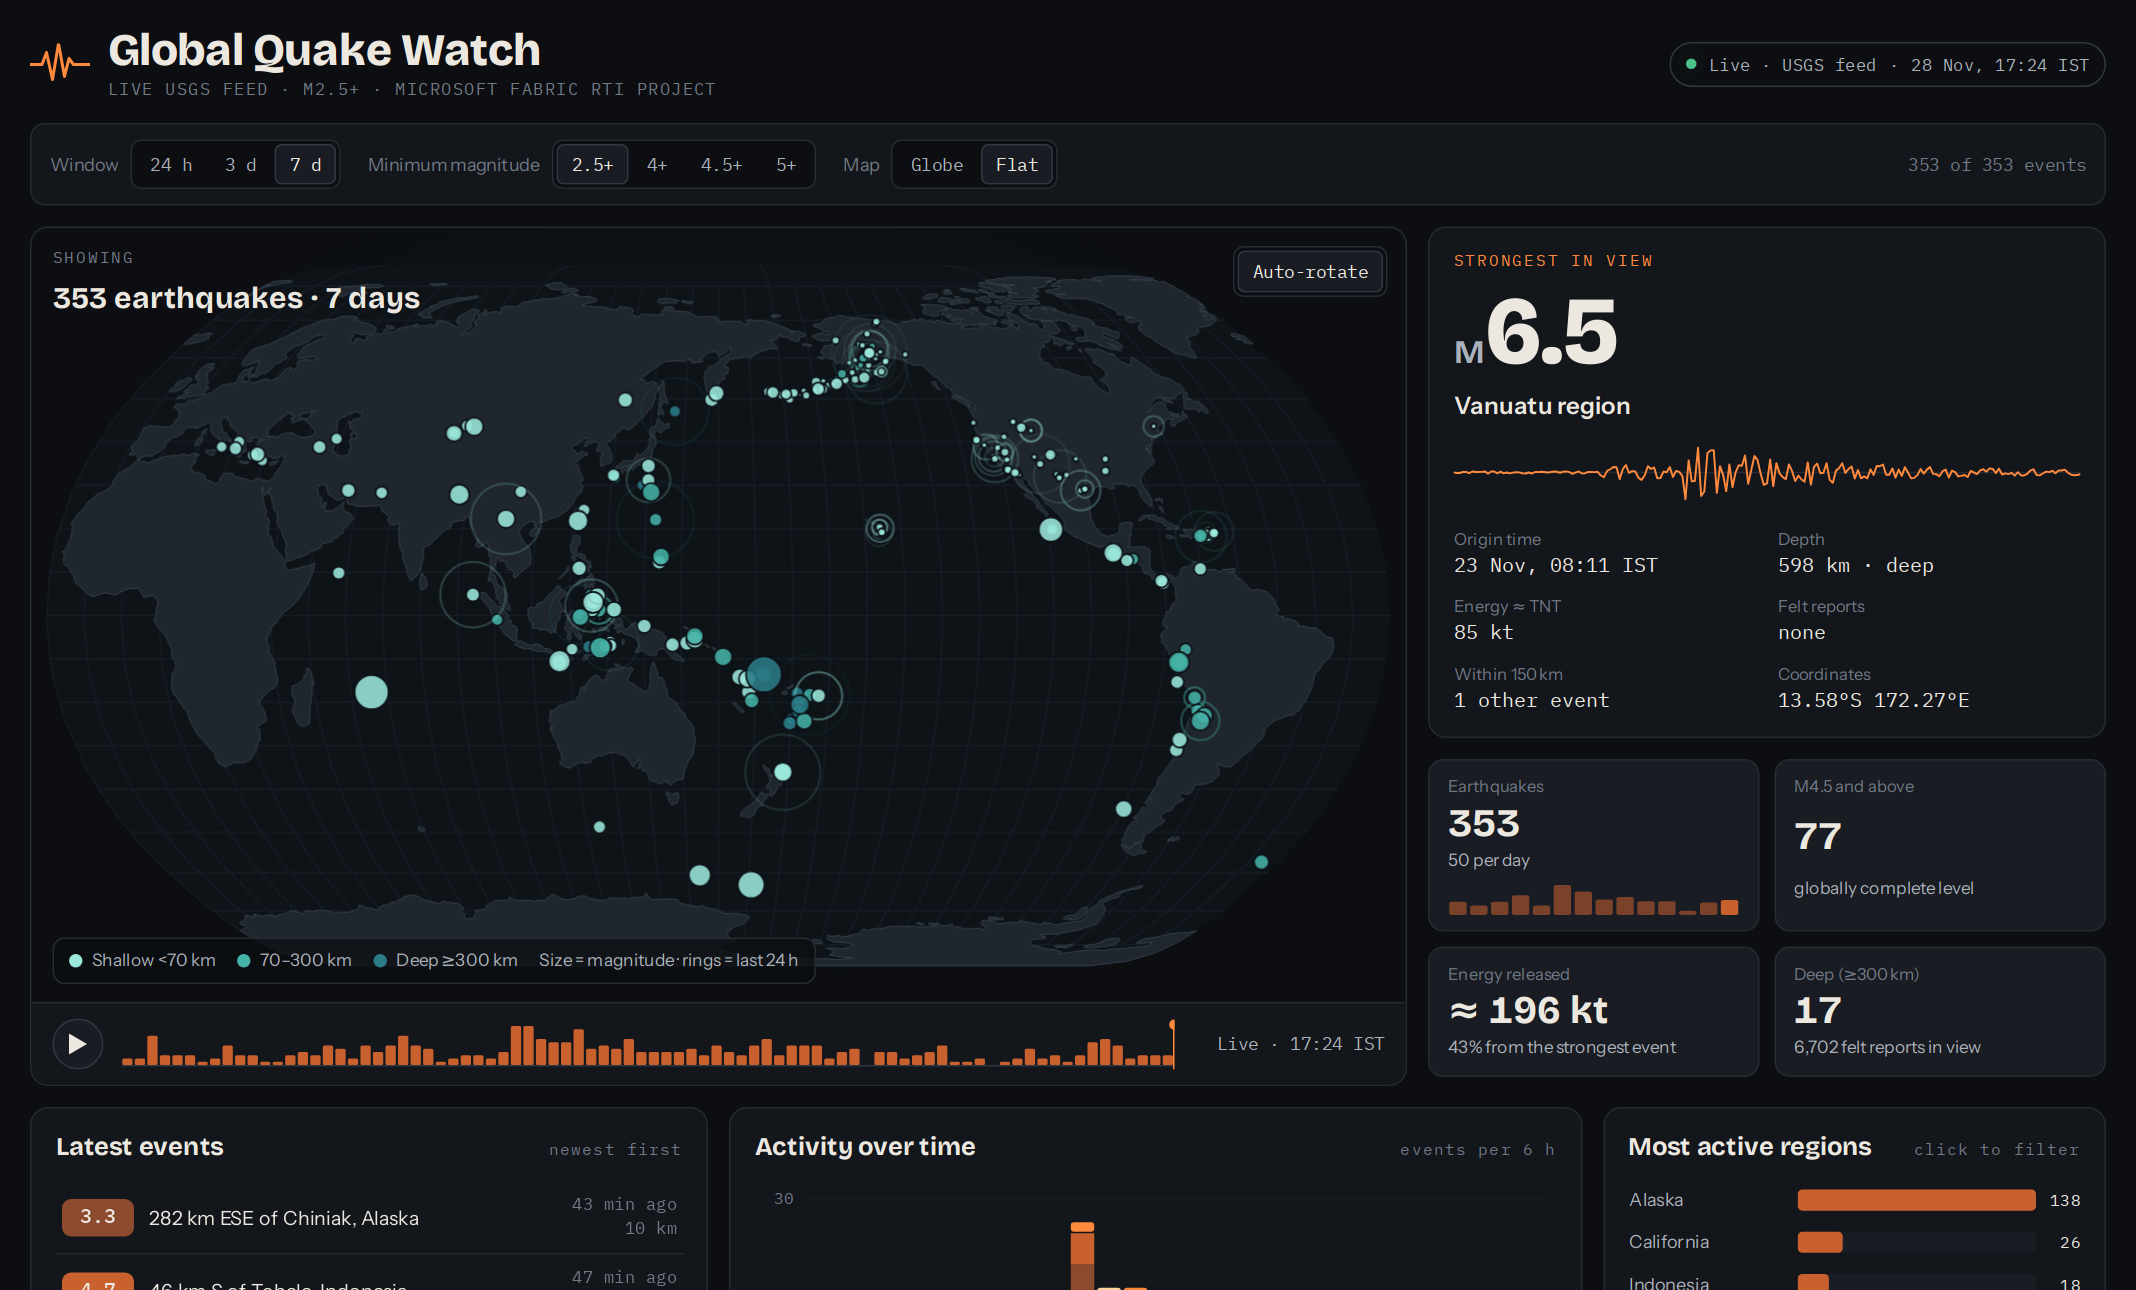 Global Quake Watch
LIVE USGS FEED · M2.5+ · MICROSOFT FABRIC RTI PROJECT
Live · USGS feed · 28 Nov, 17:24 IST
Window 24 h 3 d 7 d Minimum magnitude 2.5+ 4+ 4.5+ 5+ Map Globe Flat 353 of 353 events
SHOWING
353 earthquakes · 7 days
Auto-rotate
Shallow <70 km 70–300 km Deep ≥300 km Size = magnitude · rings = last 24 h
Live · 17:24 IST
STRONGEST IN VIEW
M6.5
Vanuatu region
Origin time Depth
23 Nov, 08:11 IST 598 km · deep
Energy ≈ TNT Felt reports
85 kt none
Within 150 km Coordinates
1 other event 13.58°S 172.27°E
Earthquakes
353
50 per day
M4.5 and above
77
globally complete level
Energy released
≈ 196 kt
43% from the strongest event
Deep (≥300 km)
17
6,702 felt reports in view
Latest events newest first
3.3 282 km ESE of Chiniak, Alaska 43 min ago
10 km
47 min ago
Activity over time events per 6 h
30
Most active regions click to filter
Alaska 138
California 26
Indonesia 18